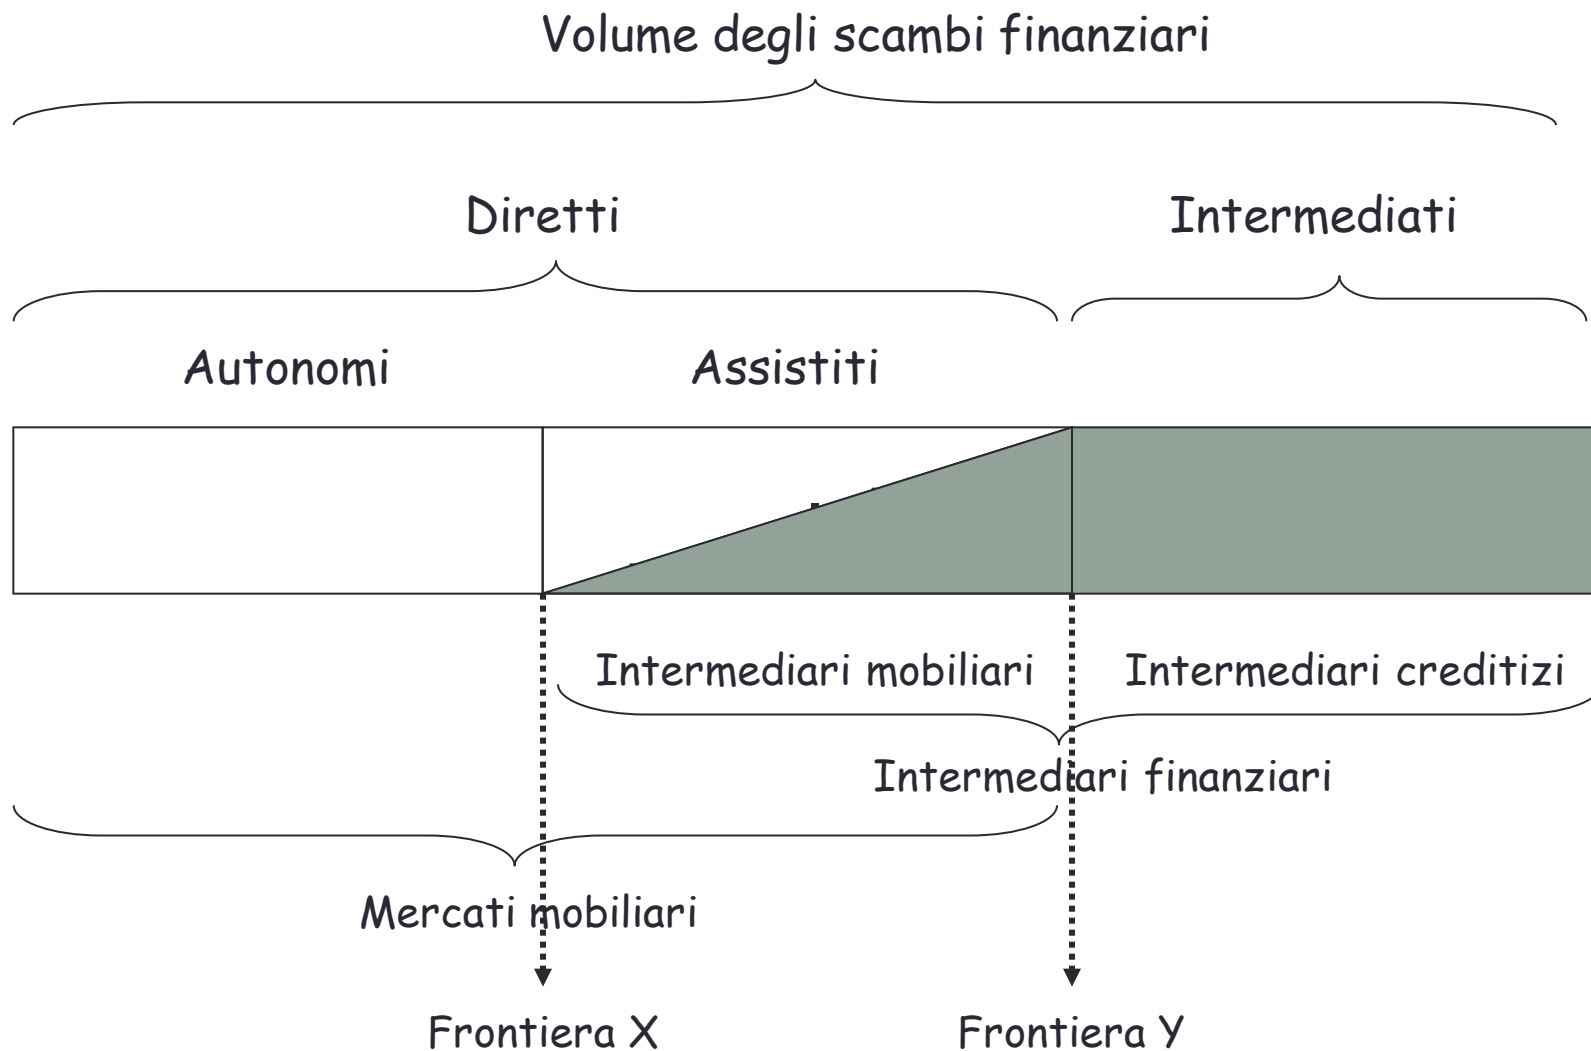 Volume degli scambi finanziari
Diretti
Intermediati
Autonomi
Assistiti
Intermediari mobiliari
Intermediari creditizi
Intermediari finanziari
Mercati mobiliari
Frontiera X
Frontiera Y